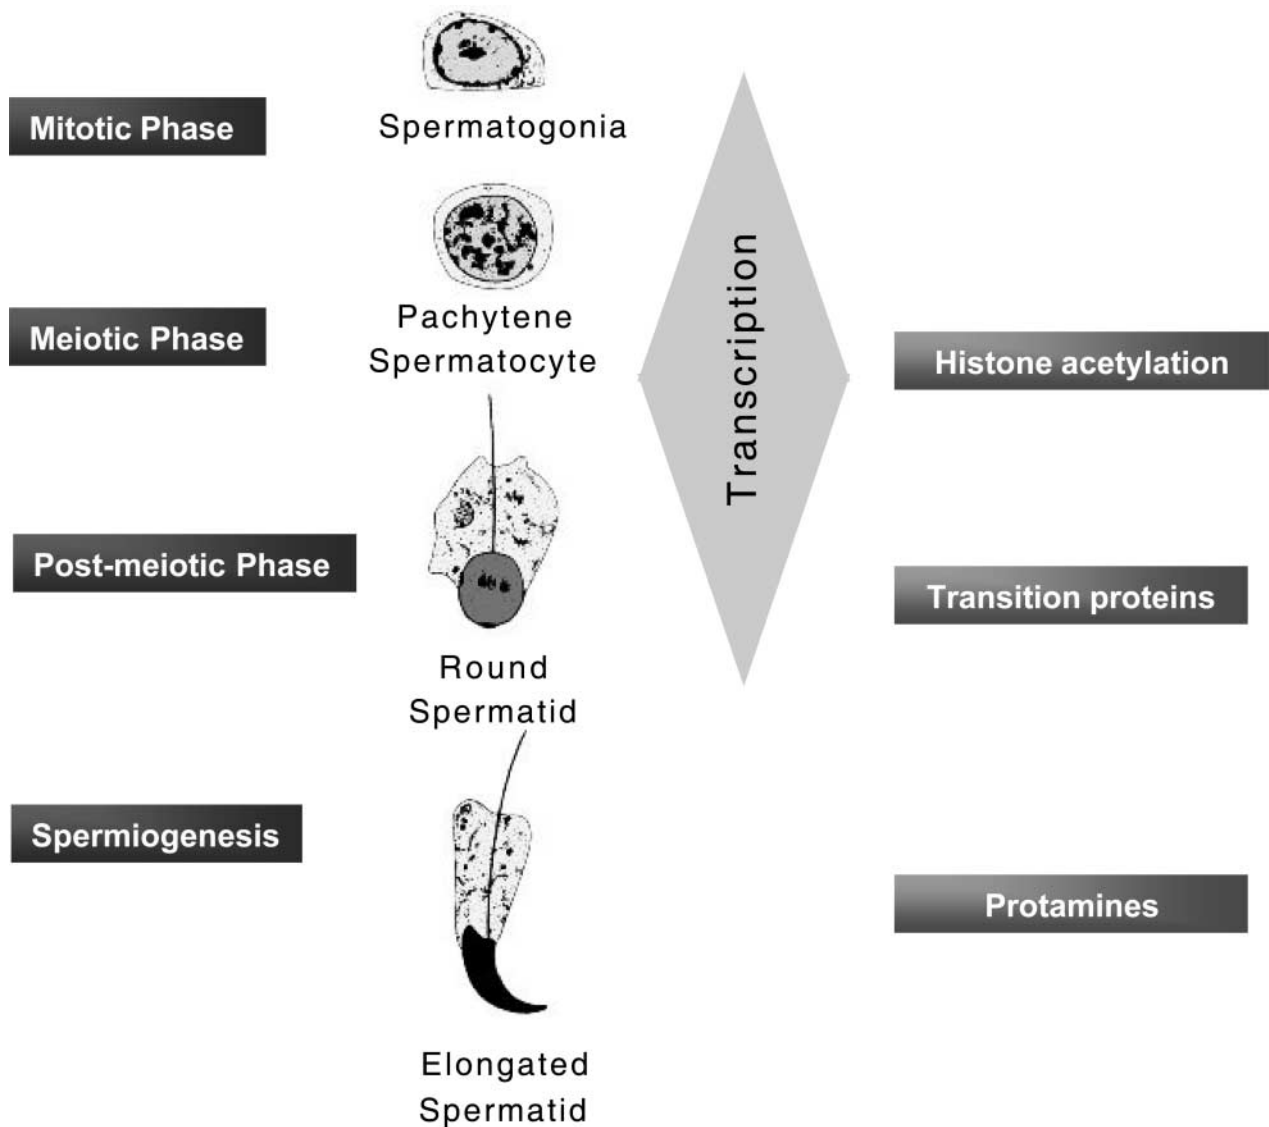 Spermatogonia
Mitotic Phase
Pachytene
Spermatocyte
Meiotic Phase
Transcription
Histone acetylation
Post-meiotic Phase
Transition proteins
Round
Spermatid
Spermiogenesis
Protamines
Elongated
Spermatid